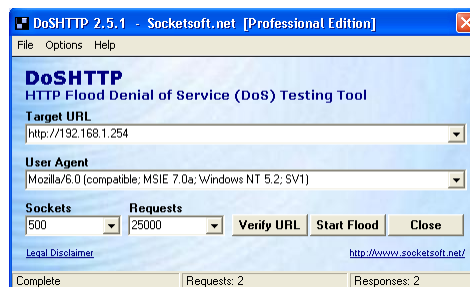 DoSHTTP 2.5.1 - Socketsoft.net [Professional Edition]
File Options Help
DoSHTTP
HTTP Flood Denial of Service (DoS) Testing Tool
Target URL
http://192.168.1.254
User Agent
Mozilla/6.0 (compatible; MSIE 7.0a; Windows NT 5.2; SV1)
Sockets Requests
500 25000 Verify URL Start Flood Close
Legal Disclaimer http://www.socketsoft.net/
Complete Requests: 2 Responses: 2